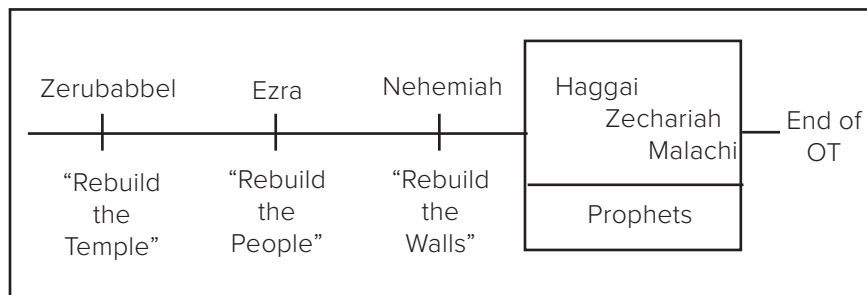 Zerubabbel
Ezra
Nehemiah
Haggai
Zechariah
Malachi
End of
OT
“Rebuild
the
Temple”
“Rebuild
the
People”
“Rebuild
the
Walls”
Prophets